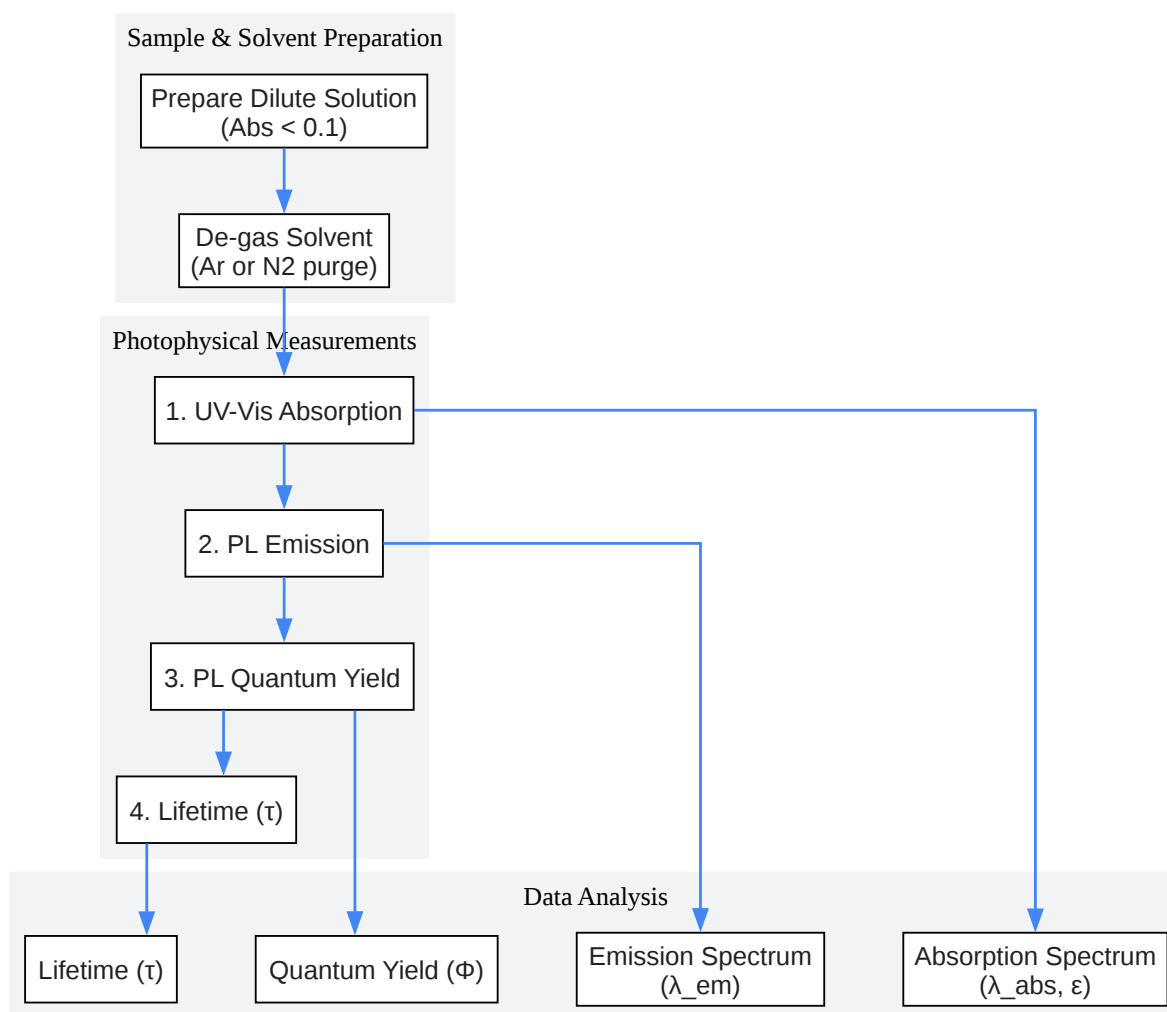 Sample & Solvent Preparation
Prepare Dilute Solution
(Abs < 0.1)
De-gas Solvent
(Ar or N2 purge)
Photophysical Measurements
1. UV-Vis Absorption
2. PL Emission
3. PL Quantum Yield
4. Lifetime (τ)
Data Analysis
Lifetime (τ)
Quantum Yield (Φ)
Emission Spectrum
(λ_em)
Absorption Spectrum
(λ_abs, ε)